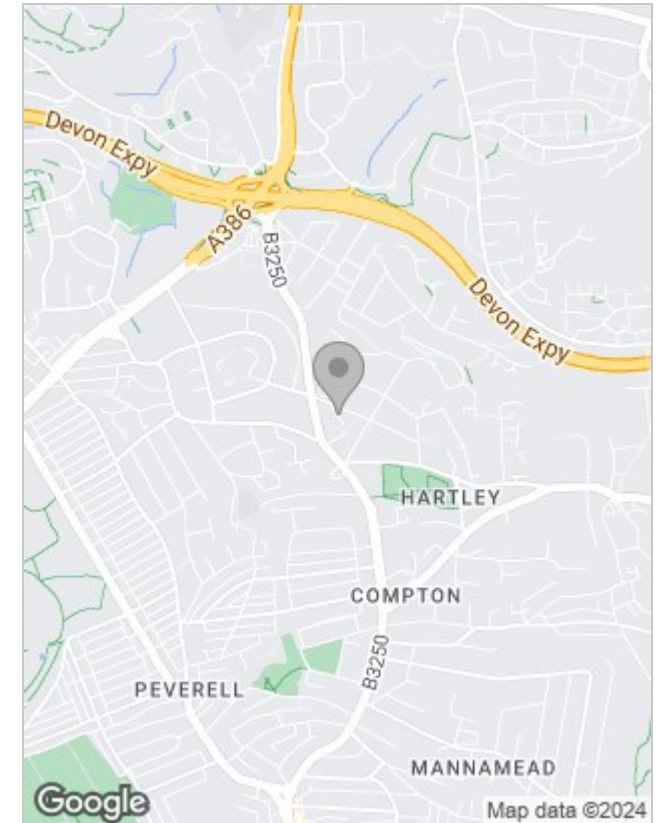 Devon Expy
A386
B3250
Devon Expy
HARTLEY
COMPTON
B3250
PEVERELL
MANNAMEAD
Google
Map data ©2024